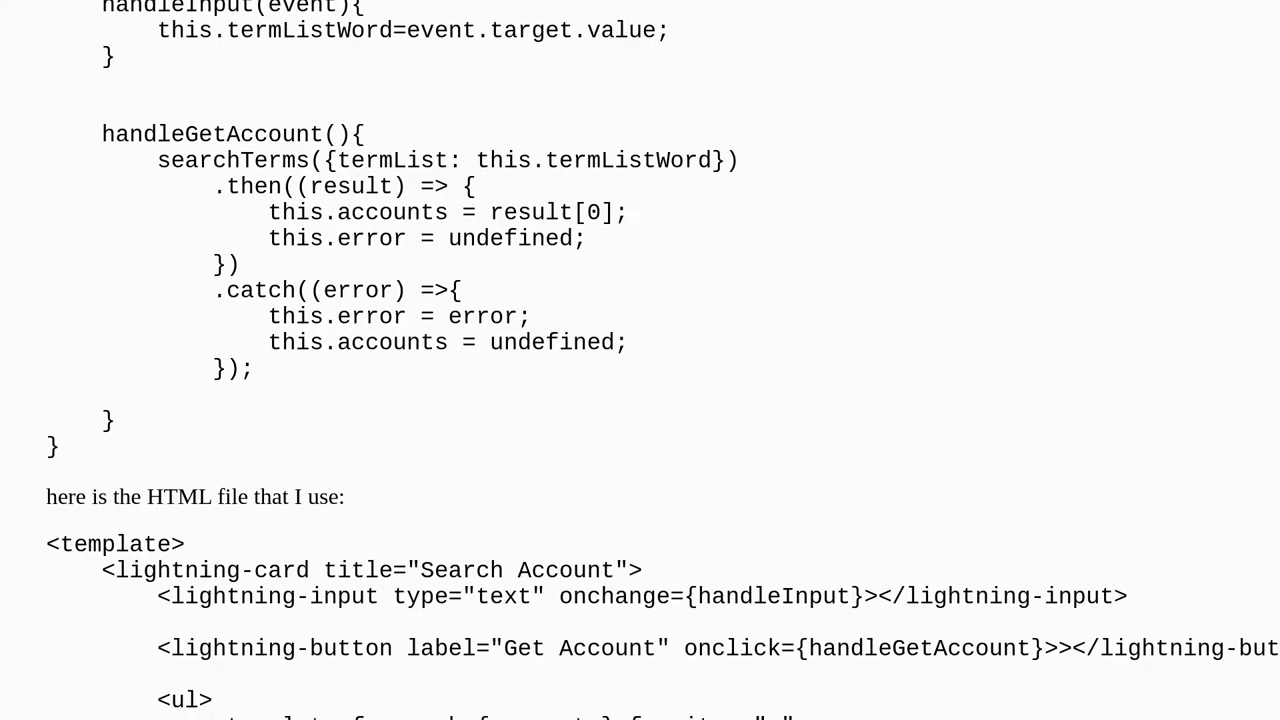 handleInput(event){
this.termListWord=event.target.value;
}
handleGetAccount(){
searchTerms({termList: this.termListWord})
.then((result) => {
this.accounts = result[0];
this.error = undefined;
})
.catch((error) =>{
this.error = error;
this.accounts = undefined;
});
}
}
here is the HTML file that I use:
<template>
<lightning-card title="Search Account">
<lightning-input type="text" onchange={handleInput}></lightning-input>
<lightning-button label="Get Account" onclick={handleGetAccount}>></lightning-but
<ul>